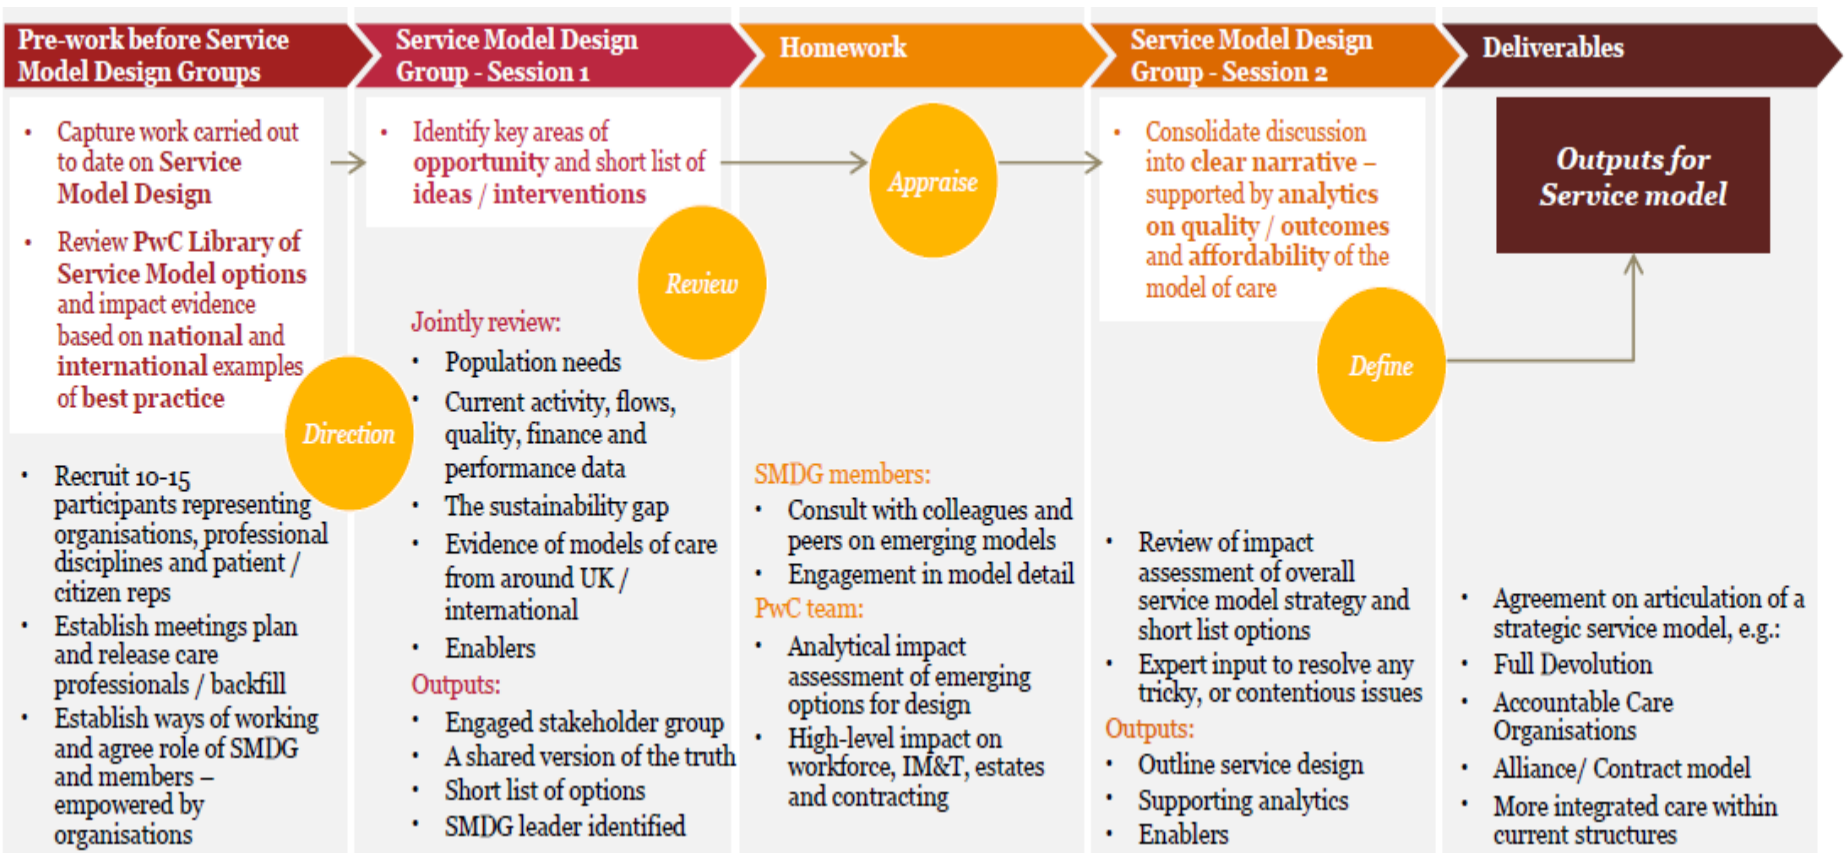 Pre-work before Service
Model Design Groups
• Capture work carried out
to date on Service
Model Design
• Review PwC Library of
Service Model options
and impact evidence
based on national and
international examples
of best practice
Direction
• Recruit 10-15
participants representing
organisations, professional
disciplines and patient /
citizen reps
• Establish meetings plan
and release care
professionals / backfill
• Establish ways of working
and agree role of SMDG
and members –
empowered by
organisations
Service Model Design
Group - Session 1
• Identify key areas of
opportunity and short list of
ideas / interventions
Review
Jointly review:
• Population needs
• Current activity, flows,
quality, finance and
performance data
• The sustainability gap
• Evidence of models of care
from around UK /
international
• Enablers
Outputs:
• Engaged stakeholder group
• A shared version of the truth
• Short list of options
• SMDG leader identified
Homework
Appraise
SMDG members:
• Consult with colleagues and
peers on emerging models
• Engagement in model detail
PwC team:
• Analytical impact
assessment of emerging
options for design
• High-level impact on
workforce, IM&T, estates
and contracting
Service Model Design
Group - Session 2
• Consolidate discussion
into clear narrative –
supported by analytics
on quality / outcomes
and affordability of the
model of care
Define
• Review of impact
assessment of overall
service model strategy and
short list options
• Expert input to resolve any
tricky, or contentious issues
Outputs:
• Outline service design
• Supporting analytics
• Enablers
Deliverables
Outputs for
Service model
• Agreement on articulation of a
strategic service model, e.g.:
• Full Devolution
• Accountable Care
Organisations
• Alliance/ Contract model
• More integrated care within
current structures